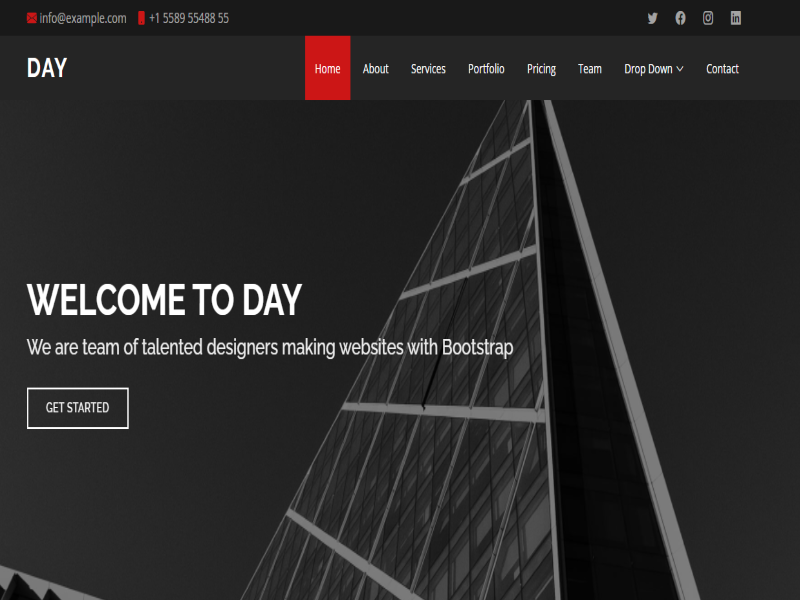 info@example.com +1 5589 55488 55
DAY
Home About Services Portfolio Pricing Team Drop Down Contact
WELCOME TO DAY
We are team of talented designers making websites with Bootstrap
GET STARTED